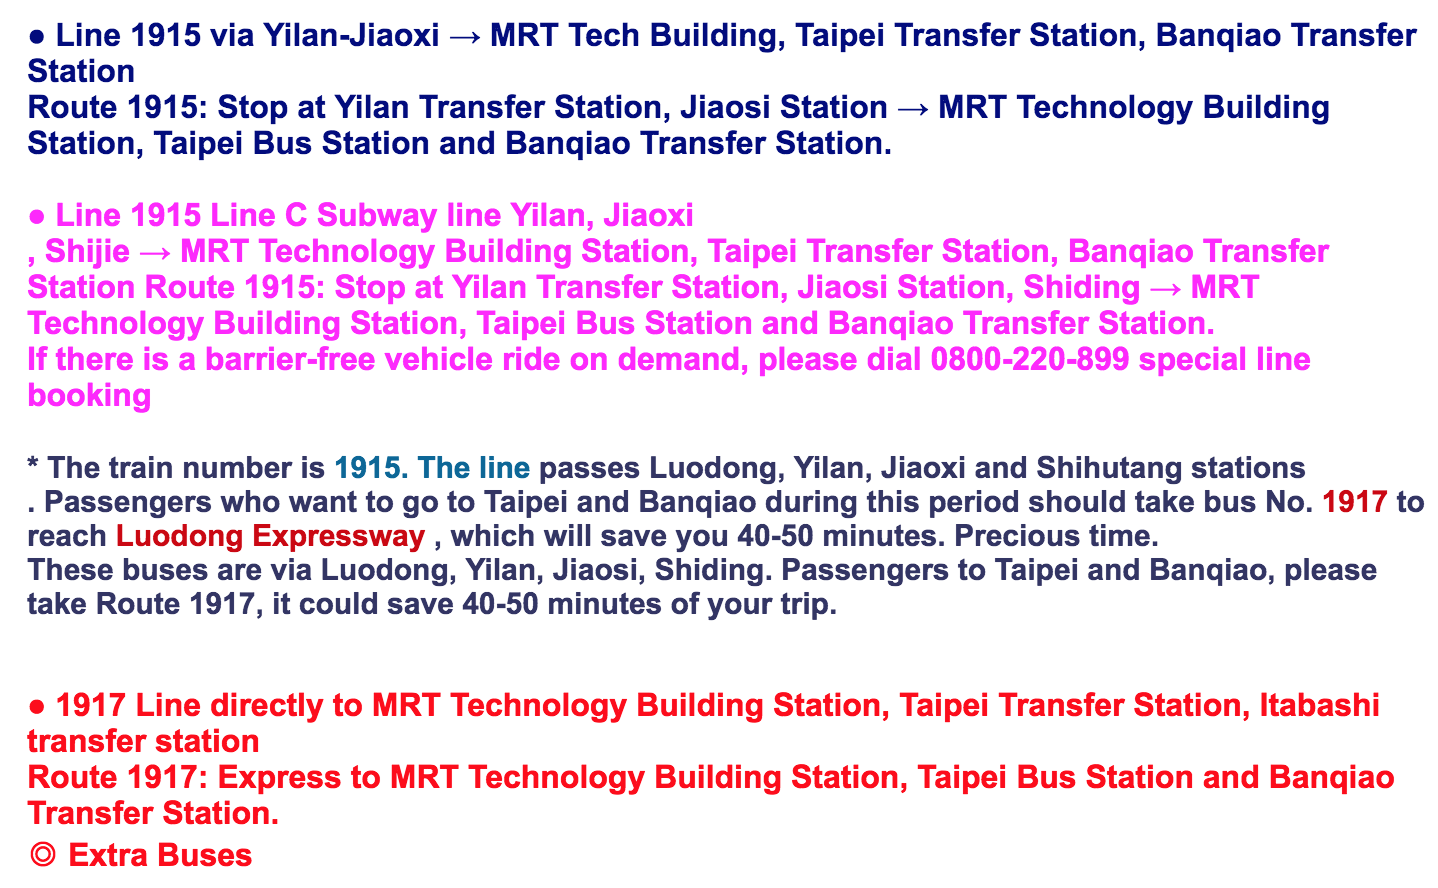 ● Line 1915 via Yilan-Jiaoxi → MRT Tech Building, Taipei Transfer Station, Banqiao Transfer
Station
Route 1915: Stop at Yilan Transfer Station, Jiaosi Station → MRT Technology Building
Station, Taipei Bus Station and Banqiao Transfer Station.
● Line 1915 Line C Subway line Yilan, Jiaoxi
, Shijie → MRT Technology Building Station, Taipei Transfer Station, Banqiao Transfer
Station Route 1915: Stop at Yilan Transfer Station, Jiaosi Station, Shiding → MRT
Technology Building Station, Taipei Bus Station and Banqiao Transfer Station.
If there is a barrier-free vehicle ride on demand, please dial 0800-220-899 special line
booking
* The train number is 1915. The line passes Luodong, Yilan, Jiaoxi and Shihutang stations
. Passengers who want to go to Taipei and Banqiao during this period should take bus No. 1917 to
reach Luodong Expressway , which will save you 40-50 minutes. Precious time.
These buses are via Luodong, Yilan, Jiaosi, Shiding. Passengers to Taipei and Banqiao, please
take Route 1917, it could save 40-50 minutes of your trip.
● 1917 Line directly to MRT Technology Building Station, Taipei Transfer Station, Itabashi
transfer station
Route 1917: Express to MRT Technology Building Station, Taipei Bus Station and Banqiao
Transfer Station.
◎ Extra Buses